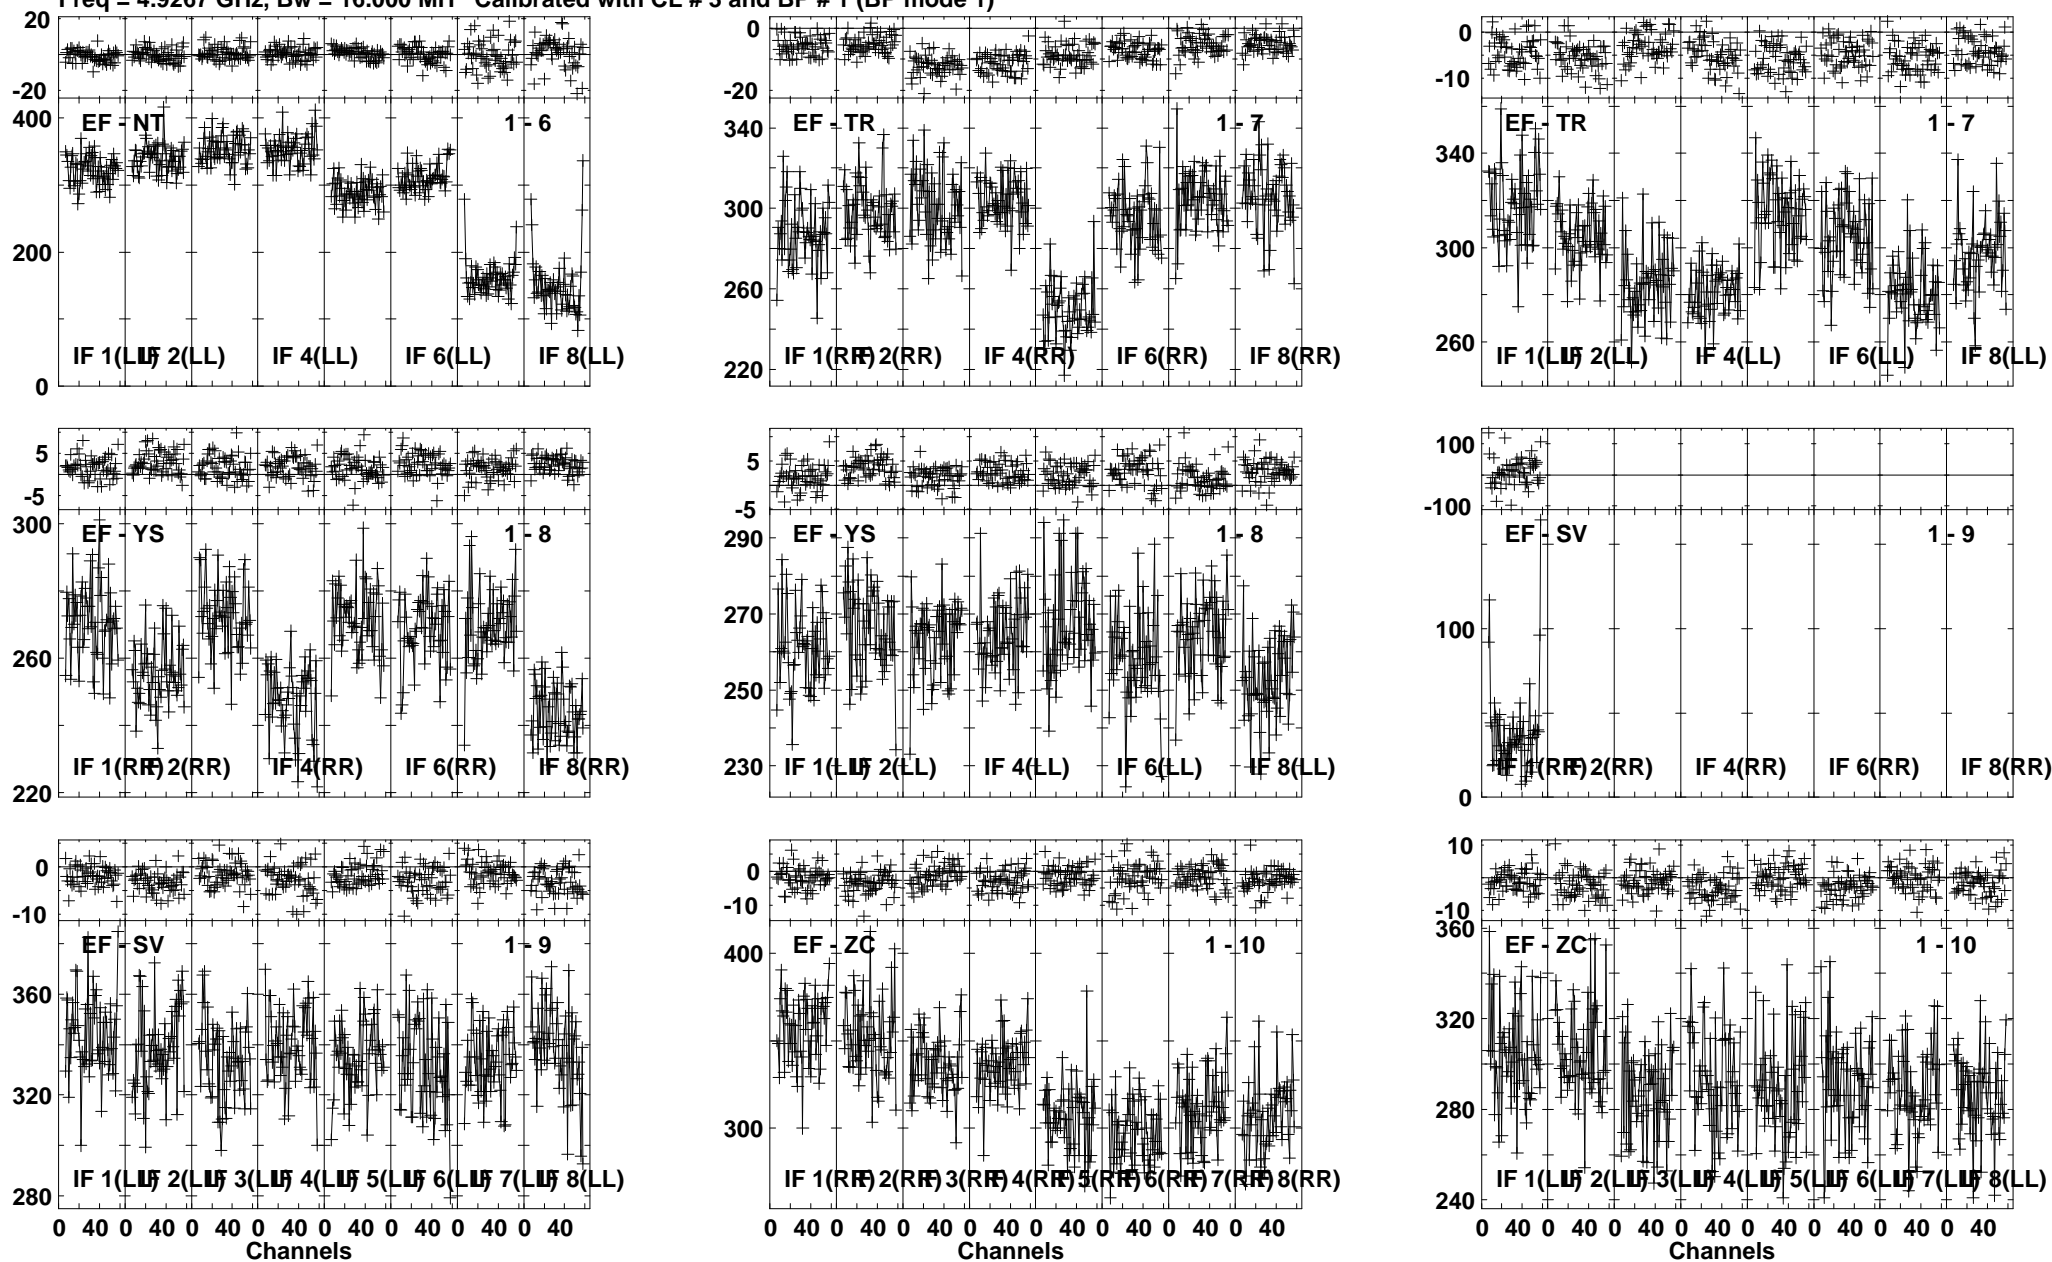 Freq = 4.9267 GHz, Bw = 16.000 MH Calibrated with CL # 3 and BP # 1 (BP mode 1)
20
-20
EF - NT 1 - 6
400
200
0
IF 1(LL) IF 2(LL) IF 4(LL) IF 6(LL) IF 8(LL)
0
-20
EF - TR 1 - 7
340
300
260
220
IF 1(RR) IF 2(RR) IF 4(RR) IF 6(RR) IF 8(RR)
0
-10
EF - TR 1 - 7
340
300
260
IF 1(LL) IF 2(LL) IF 4(LL) IF 6(LL) IF 8(LL)
5
-5
EF - YS 1 - 8
300
260
220
IF 1(RR) IF 2(RR) IF 4(RR) IF 6(RR) IF 8(RR)
5
-5
EF - YS 1 - 8
290
270
250
230
IF 1(LL) IF 2(LL) IF 4(LL) IF 6(LL) IF 8(LL)
100
-100
EF - SV 1 - 9
100
0
IF 1(RR) IF 2(RR) IF 4(RR) IF 6(RR) IF 8(RR)
0
-10
EF - SV 1 - 9
360
320
280
IF 1(LL) IF 2(LL) IF 3(LL) IF 4(LL) IF 5(LL) IF 6(LL) IF 7(LL) IF 8(LL)
0 40 0 40 0 40 0 40 0 40 0 40 0 40 0 40
Channels
0
-10
EF - ZC 1 - 10
400
300
IF 1(RR) IF 2(RR) IF 3(RR) IF 4(RR) IF 5(RR) IF 6(RR) IF 7(RR) IF 8(RR)
0 40 0 40 0 40 0 40 0 40 0 40 0 40 0 40
Channels
10
-10
EF - ZC 1 - 10
360
320
280
240
IF 1(LL) IF 2(LL) IF 3(LL) IF 4(LL) IF 5(LL) IF 6(LL) IF 7(LL) IF 8(LL)
0 40 0 40 0 40 0 40 0 40 0 40 0 40 0 40
Channels